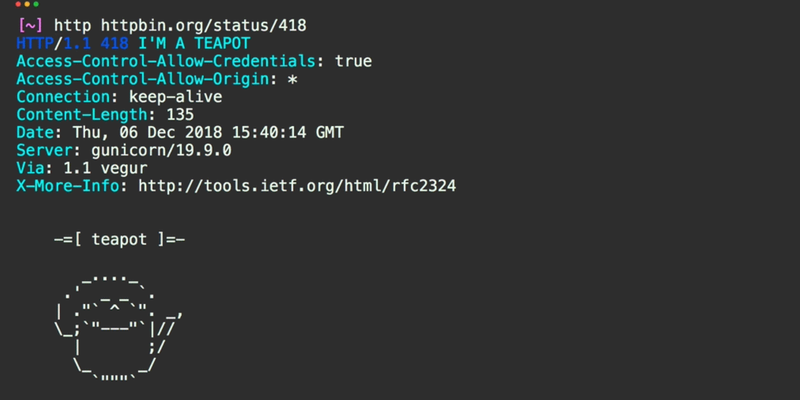 [~] http httpbin.org/status/418
HTTP/1.1 418 I'M A TEAPOT
Access-Control-Allow-Credentials: true
Access-Control-Allow-Origin: *
Connection: keep-alive
Content-Length: 135
Date: Thu, 06 Dec 2018 15:40:14 GMT
Server: gunicorn/19.9.0
Via: 1.1 vegur
X-More-Info: http://tools.ietf.org/html/rfc2324
-=[ teapot ]=-